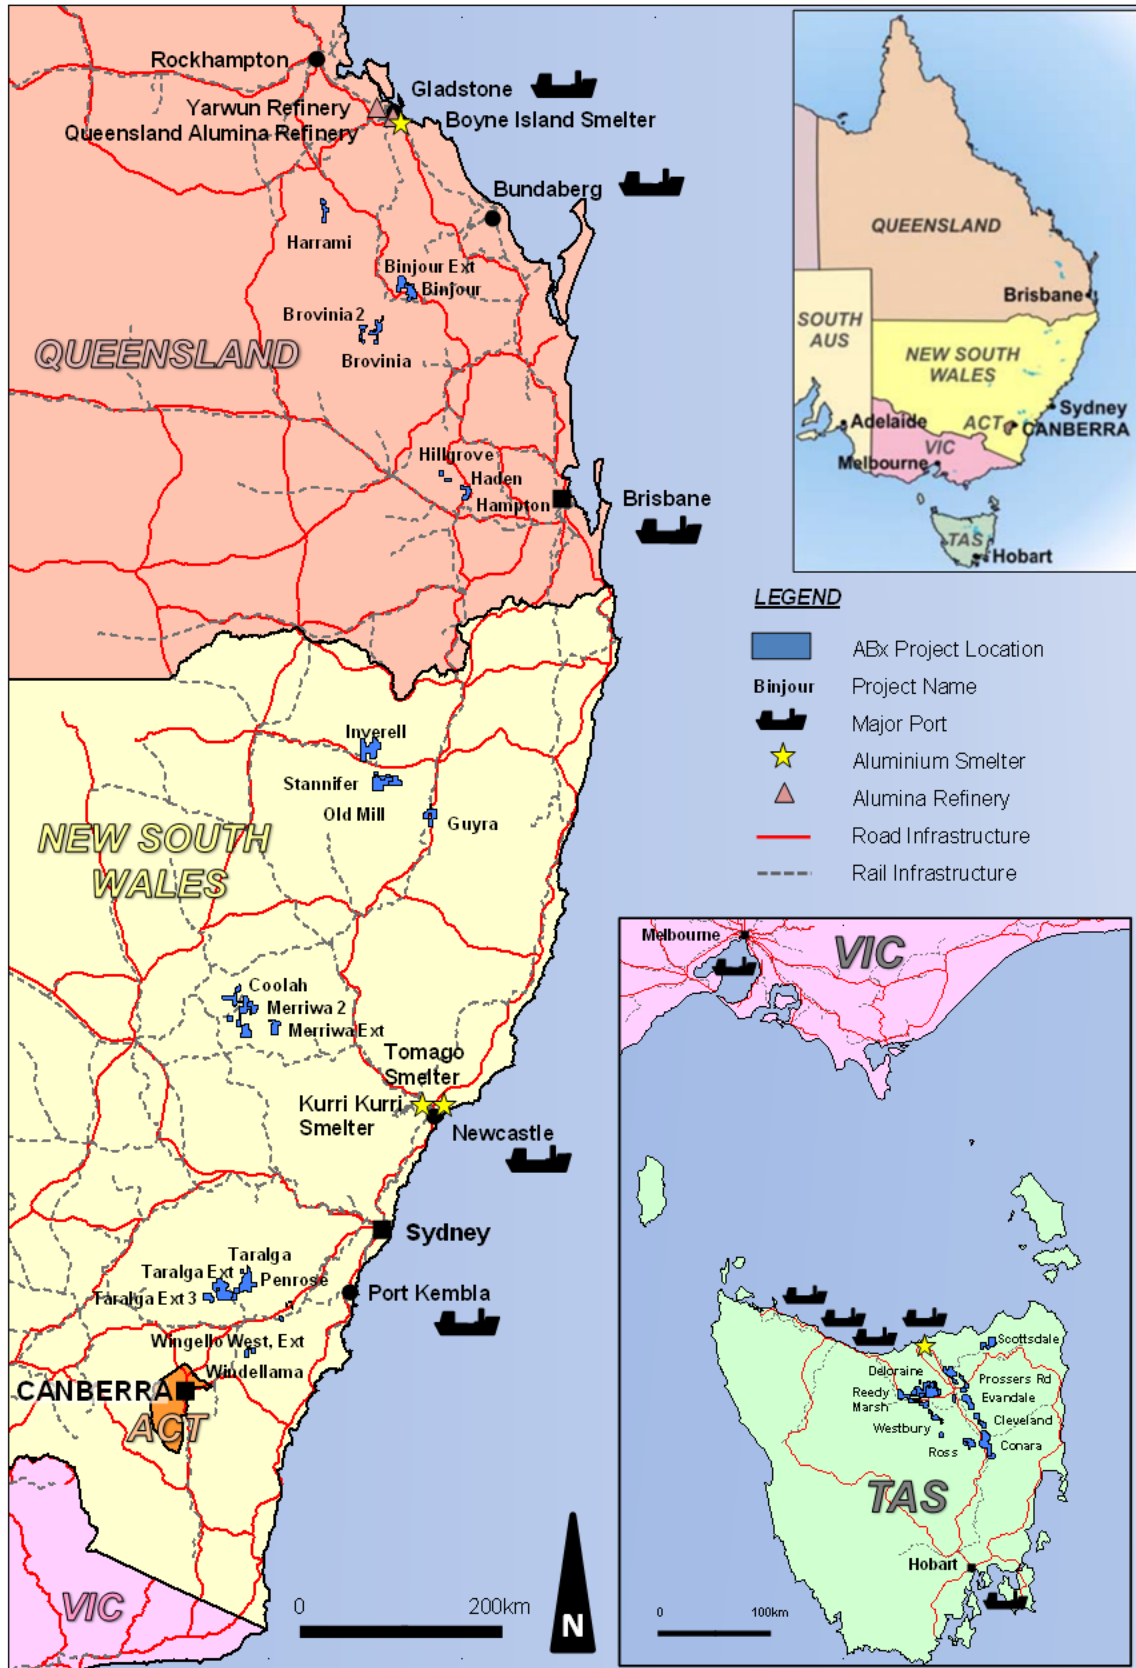 Rockhampton
Gladstone
Yarwun Refinery
Queensland Alumina Refinery
Boyne Island Smelter
Bundaberg
Harrami
Binjour Ext
Binjour
Brovinia 2
Brovinia
QUEENSLAND
Hillgrove
Haden
Hampton
Brisbane
Inverell
Stannifer
Old Mill
Guyra
NEW SOUTH
WALES
Coolah
Merriwa 2
Merriwa Ext
Tomago
Smelter
Kurri Kurri
Smelter
Newcastle
Sydney
Taralga
Taralga Ext
Penrose
Taralga Ext 3
Port Kembla
Wingello West, Ext
Windellama
CANBERRA
ACT
VIC
0
200km
N
QUEENSLAND
Brisbane
SOUTH
AUS
NEW SOUTH
WALES
Sydney
ACT
CANBERRA
Adelaide
VIC
Melbourne
TAS
Hobart
LEGEND
ABx Project Location
Binjour
Project Name
Major Port
Aluminium Smelter
Alumina Refinery
Road Infrastructure
Rail Infrastructure
Melbourne
VIC
Scottsdale
Deloraine
Prossers Rd
Reedy
Marsh
Evandale
Westbury
Cleveland
Ross
Conara
TAS
Hobart
0
100km